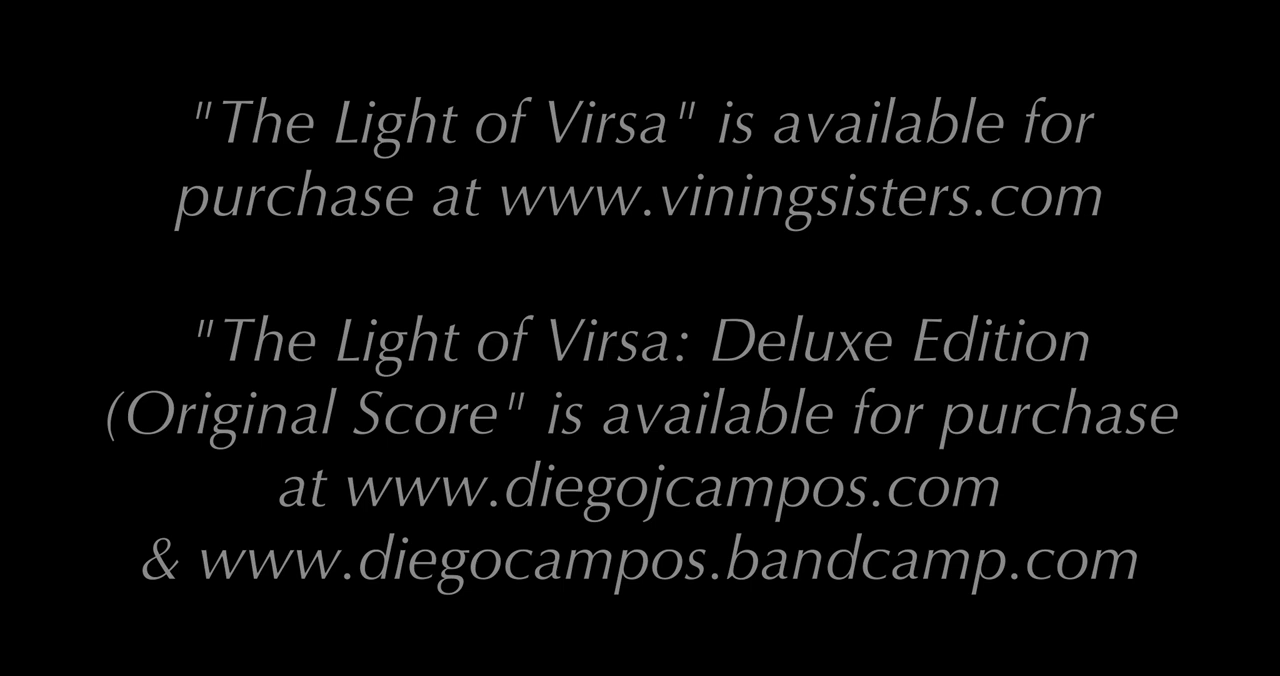 "The Light of Virsa" is available for
purchase at www.viningsisters.com
"The Light of Virsa: Deluxe Edition
(Original Score" is available for purchase
at www.diegojcampos.com
& www.diegocampos.bandcamp.com